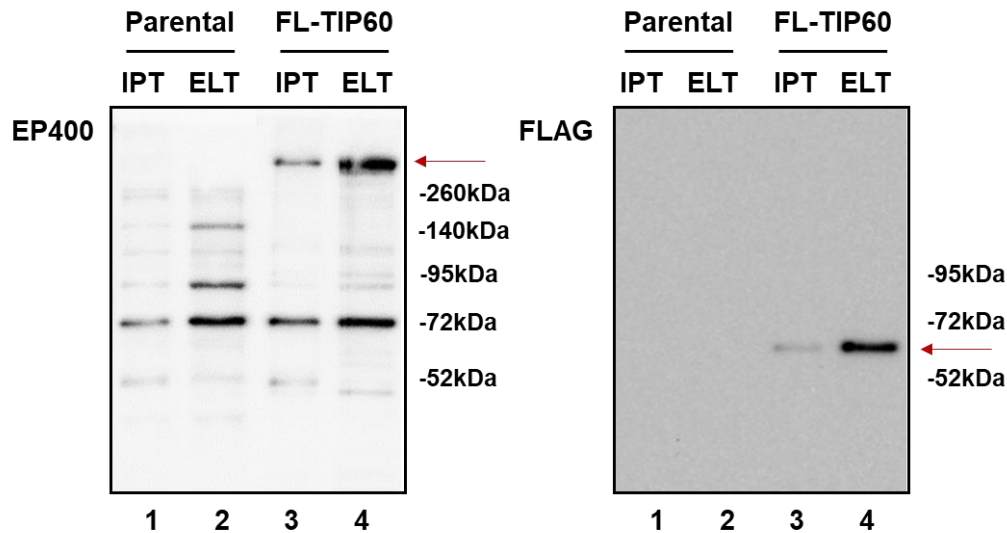 Parental FL-TIP60
IPT ELT IPT ELT
EP400
-260kDa
-140kDa
-95kDa
-72kDa
-52kDa
1 2 3 4
Parental FL-TIP60
IPT ELT IPT ELT
FLAG
-95kDa
-72kDa
-52kDa
1 2 3 4